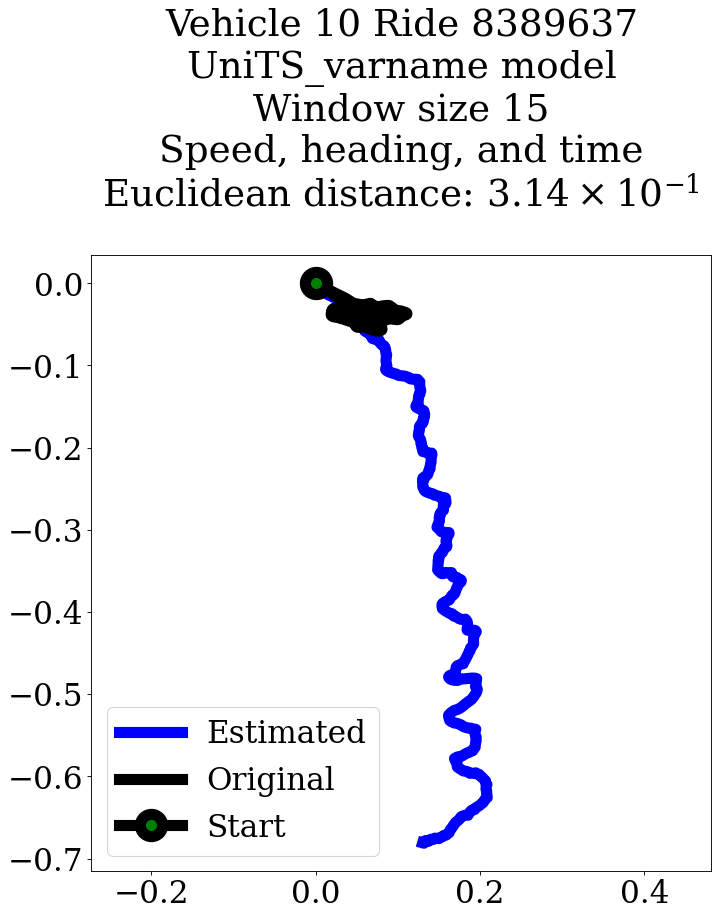 Vehicle 10 Ride 8389637
UniTS_varname model
Window size 15
Speed, heading, and time
Euclidean distance: 3.14 × 10⁻¹
0.0
−0.1
−0.2
−0.3
−0.4
−0.5
−0.6
−0.7
Estimated
Original
Start
−0.2 0.0 0.2 0.4